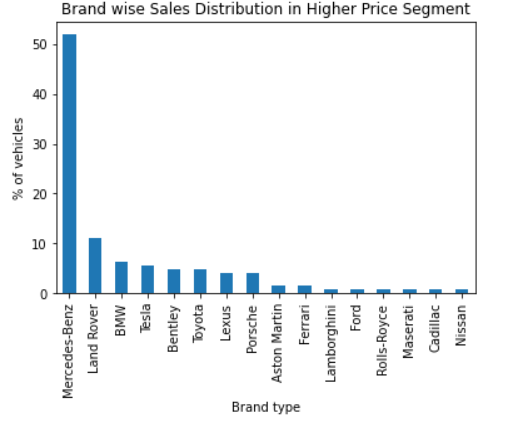 Brand wise Sales Distribution in Higher Price Segment
% of vehicles
50
40
30
20
10
0
Mercedes-Benz
Land Rover
BMW
Tesla
Bentley
Toyota
Lexus
Porsche
Aston Martin
Ferrari
Lamborghini
Ford
Rolls-Royce
Maserati
Cadillac
Nissan
Brand type